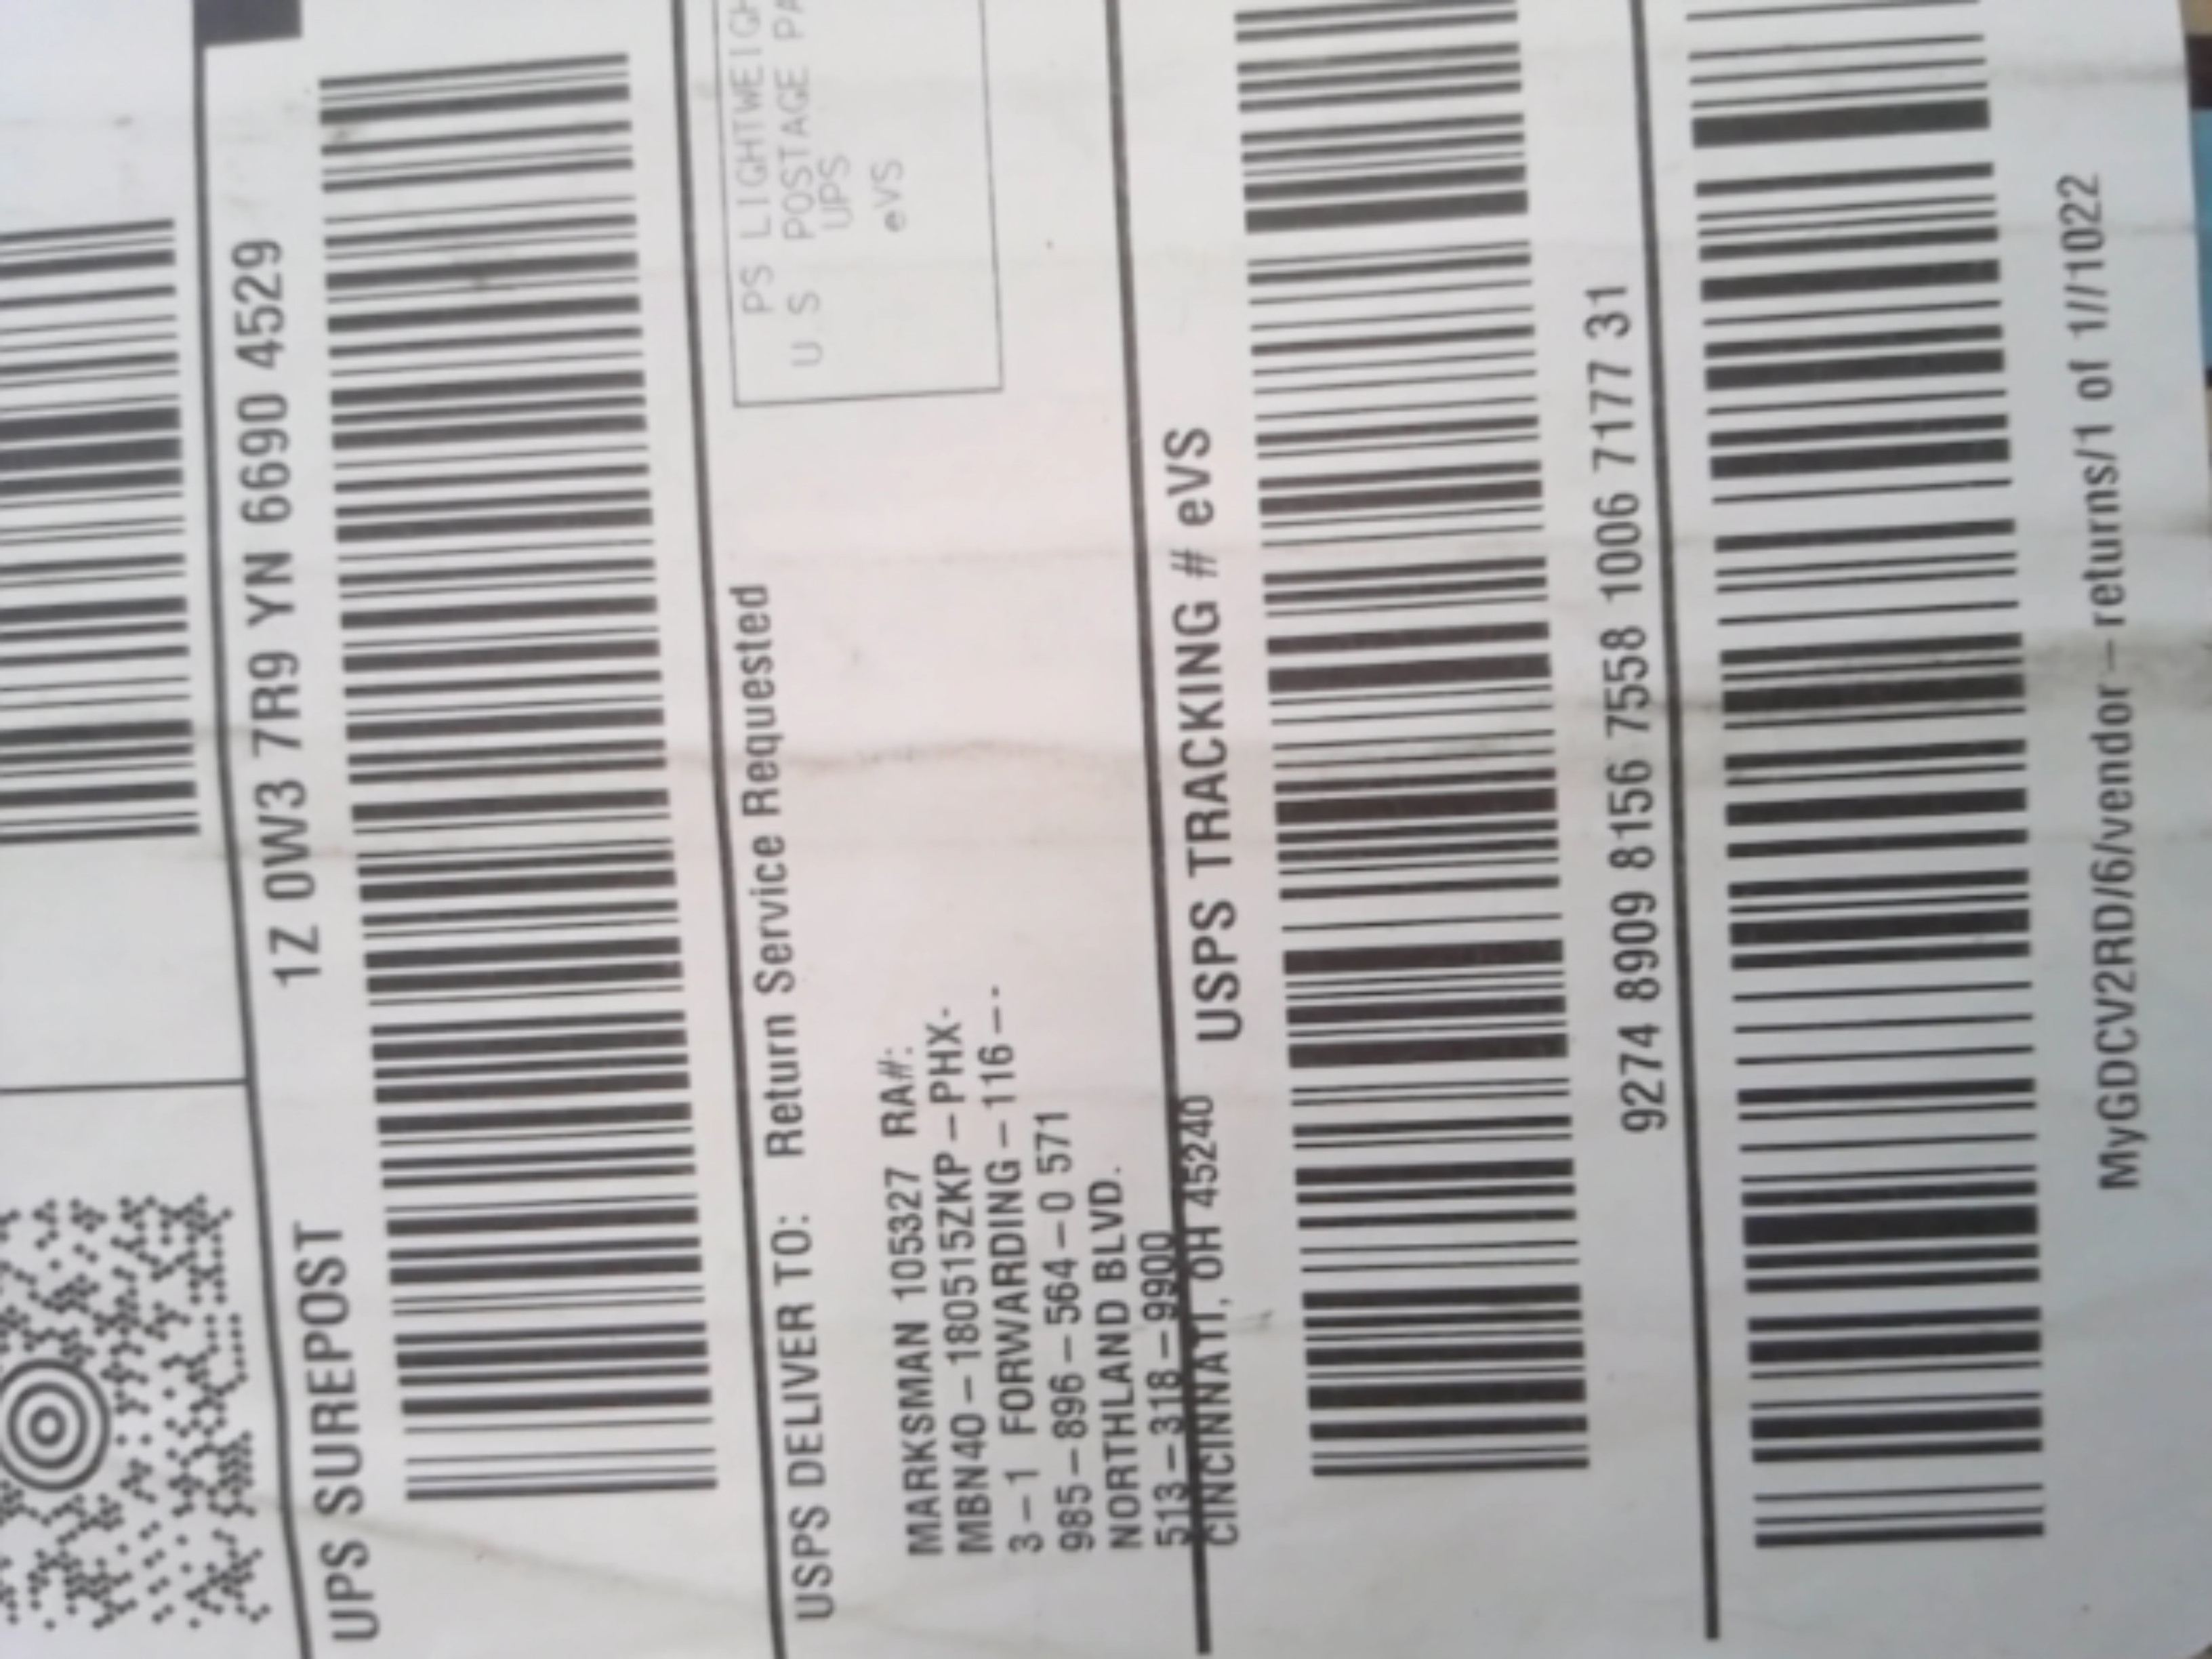 1Z 0W3 7R9 YN 6690 4529
UPS SUREPOST
USPS DELIVER TO: Return Service Requested
PS LIGHTWEIGH
U.S POSTAGE PA
UPS
eVS
MARKSMAN 105327 RA#:
MBN40-180515ZKP-PHX-
3-1 FORWARDING-116--
985-896-564-0 571
NORTHLAND BLVD.
513-318-9900
CINCINNATI, OH 45240
USPS TRACKING # eVS
9274 8909 8156 7558 1006 7177 31
MyGDCV2RD/6/vendor-returns/1 of 1//1022